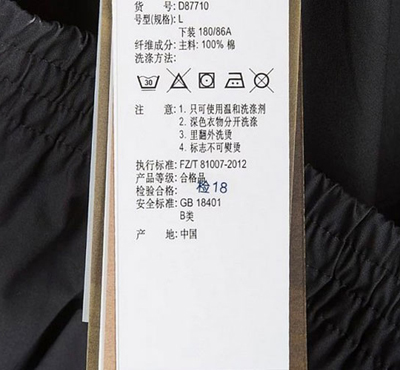 货 号: D87710
号型(规格): L
下装 180/86A
纤维成分: 主料: 100% 棉
洗涤方法:
30
注 意: 1. 只可使用温和洗涤剂
2. 深色衣物分开洗涤
3. 里翻外洗烫
4. 标志不可熨烫
执行标准: FZ/T 81007-2012
产品等级: 合格品
检验合格: 检18
安全标准: GB 18401
B类
产 地: 中国